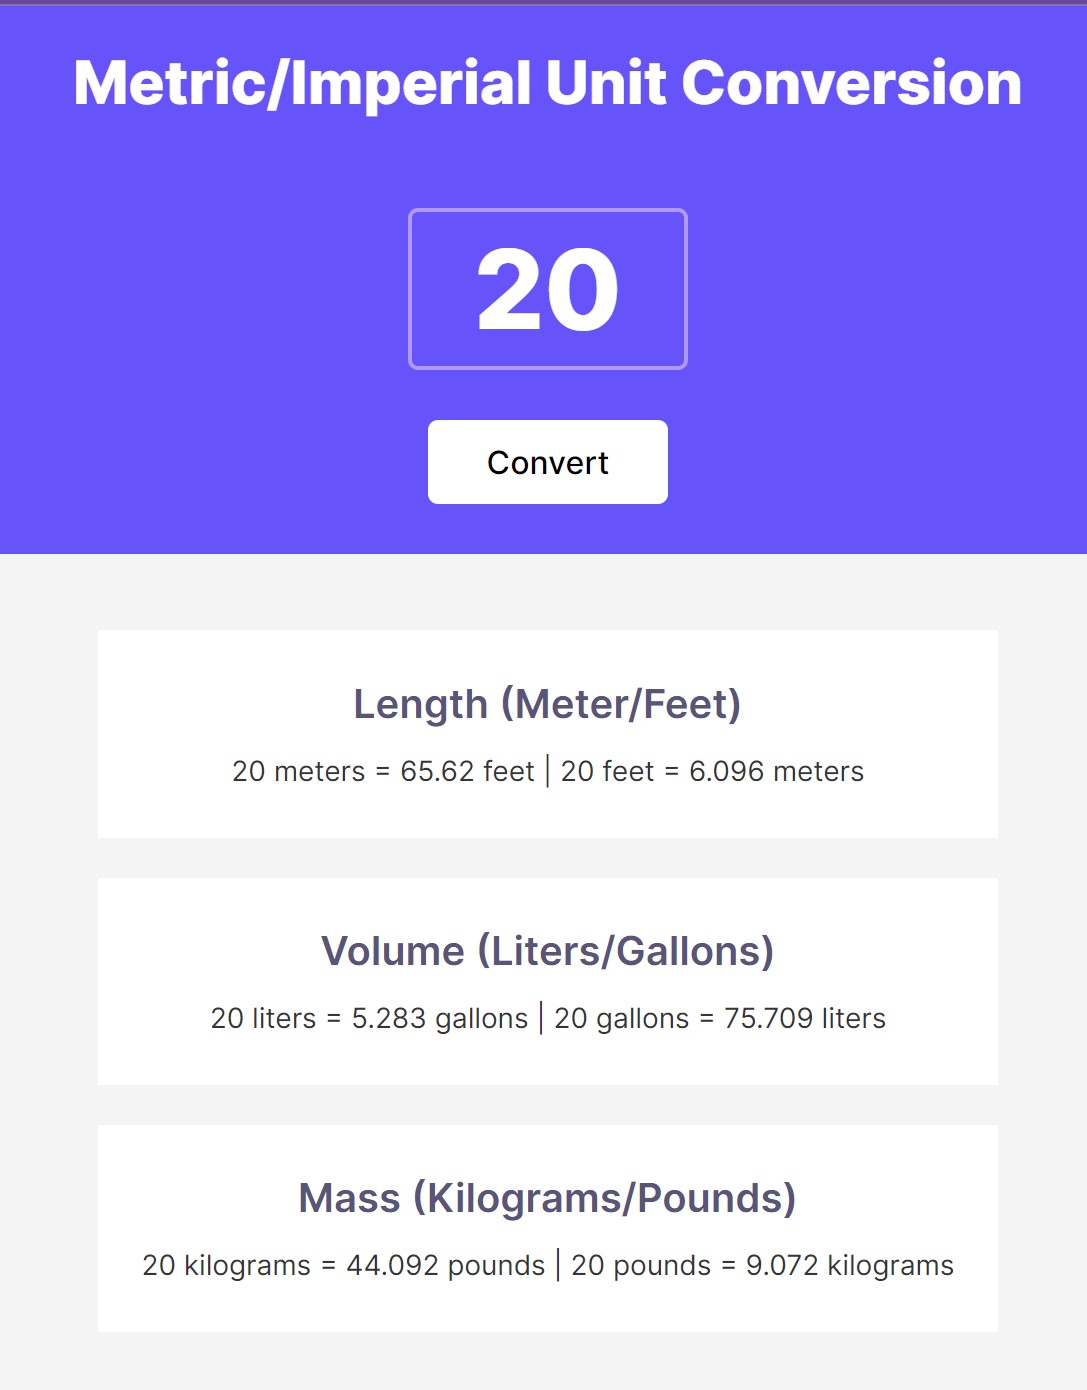 Metric/Imperial Unit Conversion
20
Convert
Length (Meter/Feet)
20 meters = 65.62 feet | 20 feet = 6.096 meters
Volume (Liters/Gallons)
20 liters = 5.283 gallons | 20 gallons = 75.709 liters
Mass (Kilograms/Pounds)
20 kilograms = 44.092 pounds | 20 pounds = 9.072 kilograms